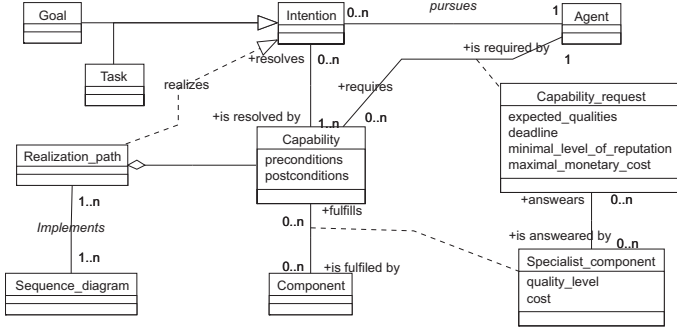 Goal
Intention
0..n
pursues
1
Agent
Task
realizes
+resolves
0..n
+is required by
1
+requires
Capability_request
expected_qualities
deadline
minimal_level_of_reputation
maximal_monetary_cost
+is resolved by
1..n
0..n
Capability
preconditions
postconditions
Realization_path
1..n
Implements
1..n
+fulfills
0..n
+answears
0..n
+is answeared by
0..n
0..n
+is fulfiled by
Sequence_diagram
Component
Specialist_component
quality_level
cost